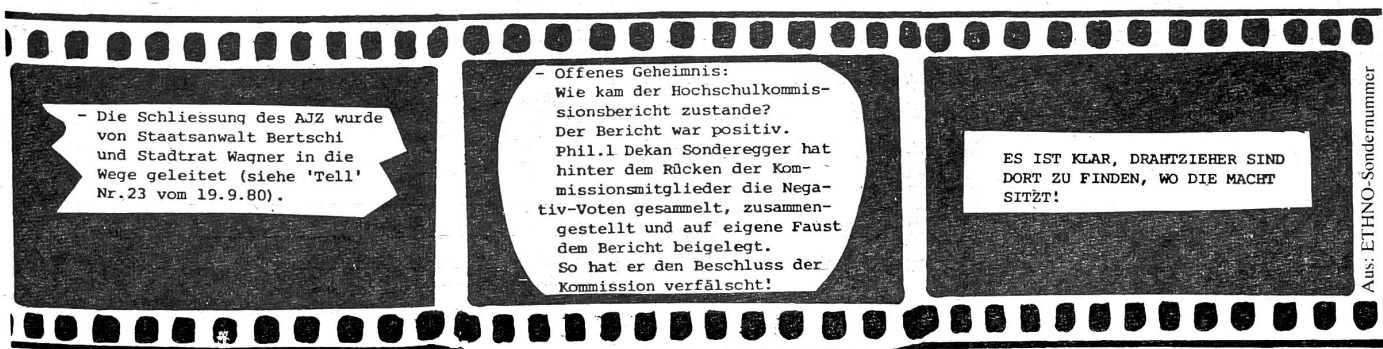 - Die Schliessung des AJZ wurde
von Staatsanwalt Bertschi
und Stadtrat Wagner in die
Wege geleitet (siehe 'Tell'
Nr.23 vom 19.9.80).
- Offenes Geheimnis:
Wie kam der Hochschulkommis-
sionsbericht zustande?
Der Bericht war positiv.
Phil.1 Dekan Sonderegger hat
hinter dem Rücken der Kom-
missionsmitglieder die Nega-
tiv-Voten gesammelt, zusammen-
gestellt und auf eigene Faust
dem Bericht beigelegt.
So hat er den Beschluss der
Kommission verfälscht!
ES IST KLAR, DRAHTZIEHER SIND
DORT ZU FINDEN, WO DIE MACHT
SITZT!
Aus: ETHNO-Sondernummer